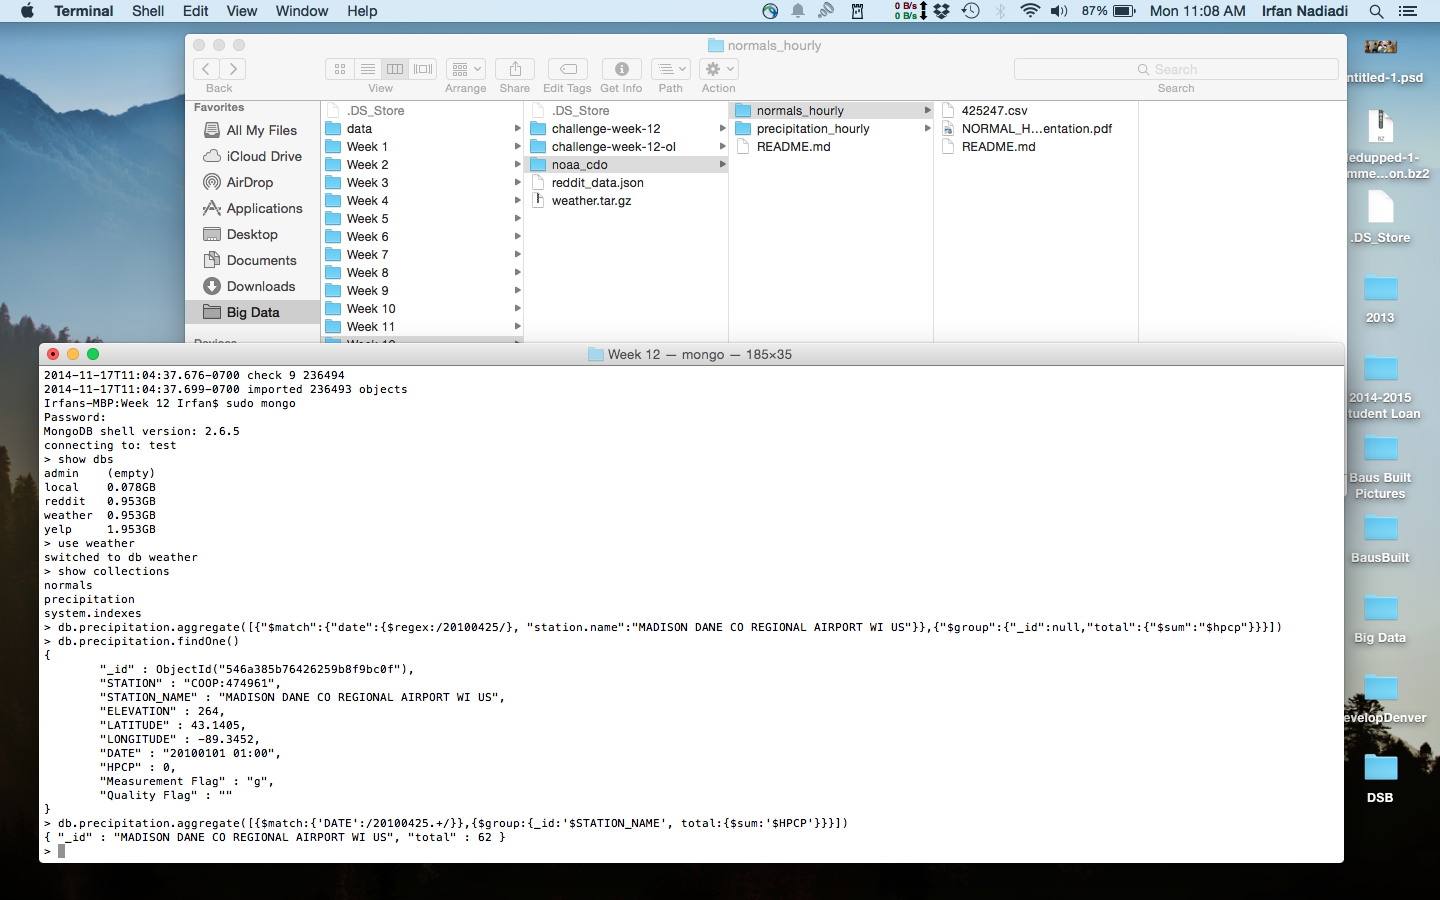 Terminal Shell Edit View Window Help
0 B/s
0 B/s
87% Mon 11:08 AM Irfan Nadiadi
normals_hourly
Search
Back View Arrange Share Edit Tags Get Info Path Action Search
Favorites
All My Files
iCloud Drive
AirDrop
Applications
Desktop
Documents
Downloads
Big Data
Devices
.DS_Store
data
Week 1
Week 2
Week 3
Week 4
Week 5
Week 6
Week 7
Week 8
Week 9
Week 10
Week 11
Week 12
.DS_Store
challenge-week-12
challenge-week-12-ol
noaa_cdo
reddit_data.json
weather.tar.gz
normals_hourly
precipitation_hourly
README.md
425247.csv
NORMAL_H...entation.pdf
README.md
ntitled-1.psd
BZ
edupped-1-
mme...on.bz2
.DS_Store
2013
2014-2015
tudent Loan
Baus Built
Pictures
BausBuilt
Big Data
evelopDenver
DSB
Week 12 — mongo — 185×35
2014-11-17T11:04:37.676-0700 check 9 236494
2014-11-17T11:04:37.699-0700 imported 236493 objects
Irfans-MBP:Week 12 Irfan$ sudo mongo
Password:
MongoDB shell version: 2.6.5
connecting to: test
> show dbs
admin    (empty)
local    0.078GB
reddit   0.953GB
weather  0.953GB
yelp     1.953GB
> use weather
switched to db weather
> show collections
normals
precipitation
system.indexes
> db.precipitation.aggregate([{"$match":{"date":{$regex:/20100425/}, "station.name":"MADISON DANE CO REGIONAL AIRPORT WI US"}},{"$group":{"_id":null,"total":{"$sum":"$hpcp"}}}])
> db.precipitation.findOne()
{
        "_id" : ObjectId("546a385b76426259b8f9bc0f"),
        "STATION" : "COOP:474961",
        "STATION_NAME" : "MADISON DANE CO REGIONAL AIRPORT WI US",
        "ELEVATION" : 264,
        "LATITUDE" : 43.1405,
        "LONGITUDE" : -89.3452,
        "DATE" : "20100101 01:00",
        "HPCP" : 0,
        "Measurement Flag" : "g",
        "Quality Flag" : ""
}
> db.precipitation.aggregate([{$match:{'DATE':/20100425.+/}},{$group:{_id:'$STATION_NAME', total:{$sum:'$HPCP'}}}])
{ "_id" : "MADISON DANE CO REGIONAL AIRPORT WI US", "total" : 62 }
>